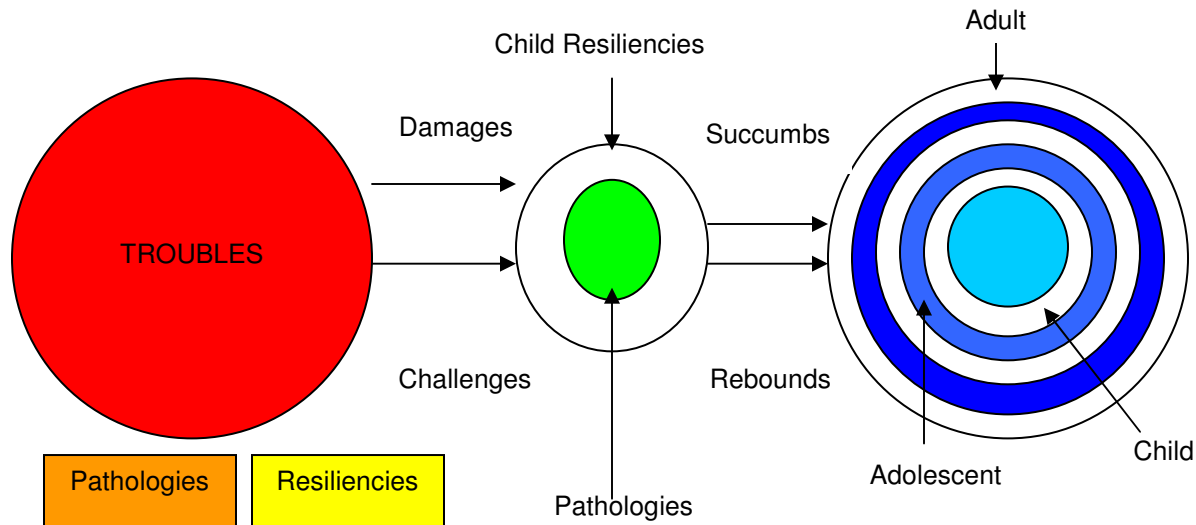 Adult
Child Resiliencies
Damages
Succumbs
TROUBLES
Challenges
Rebounds
Child
Adolescent
Pathologies
Resiliencies
Pathologies